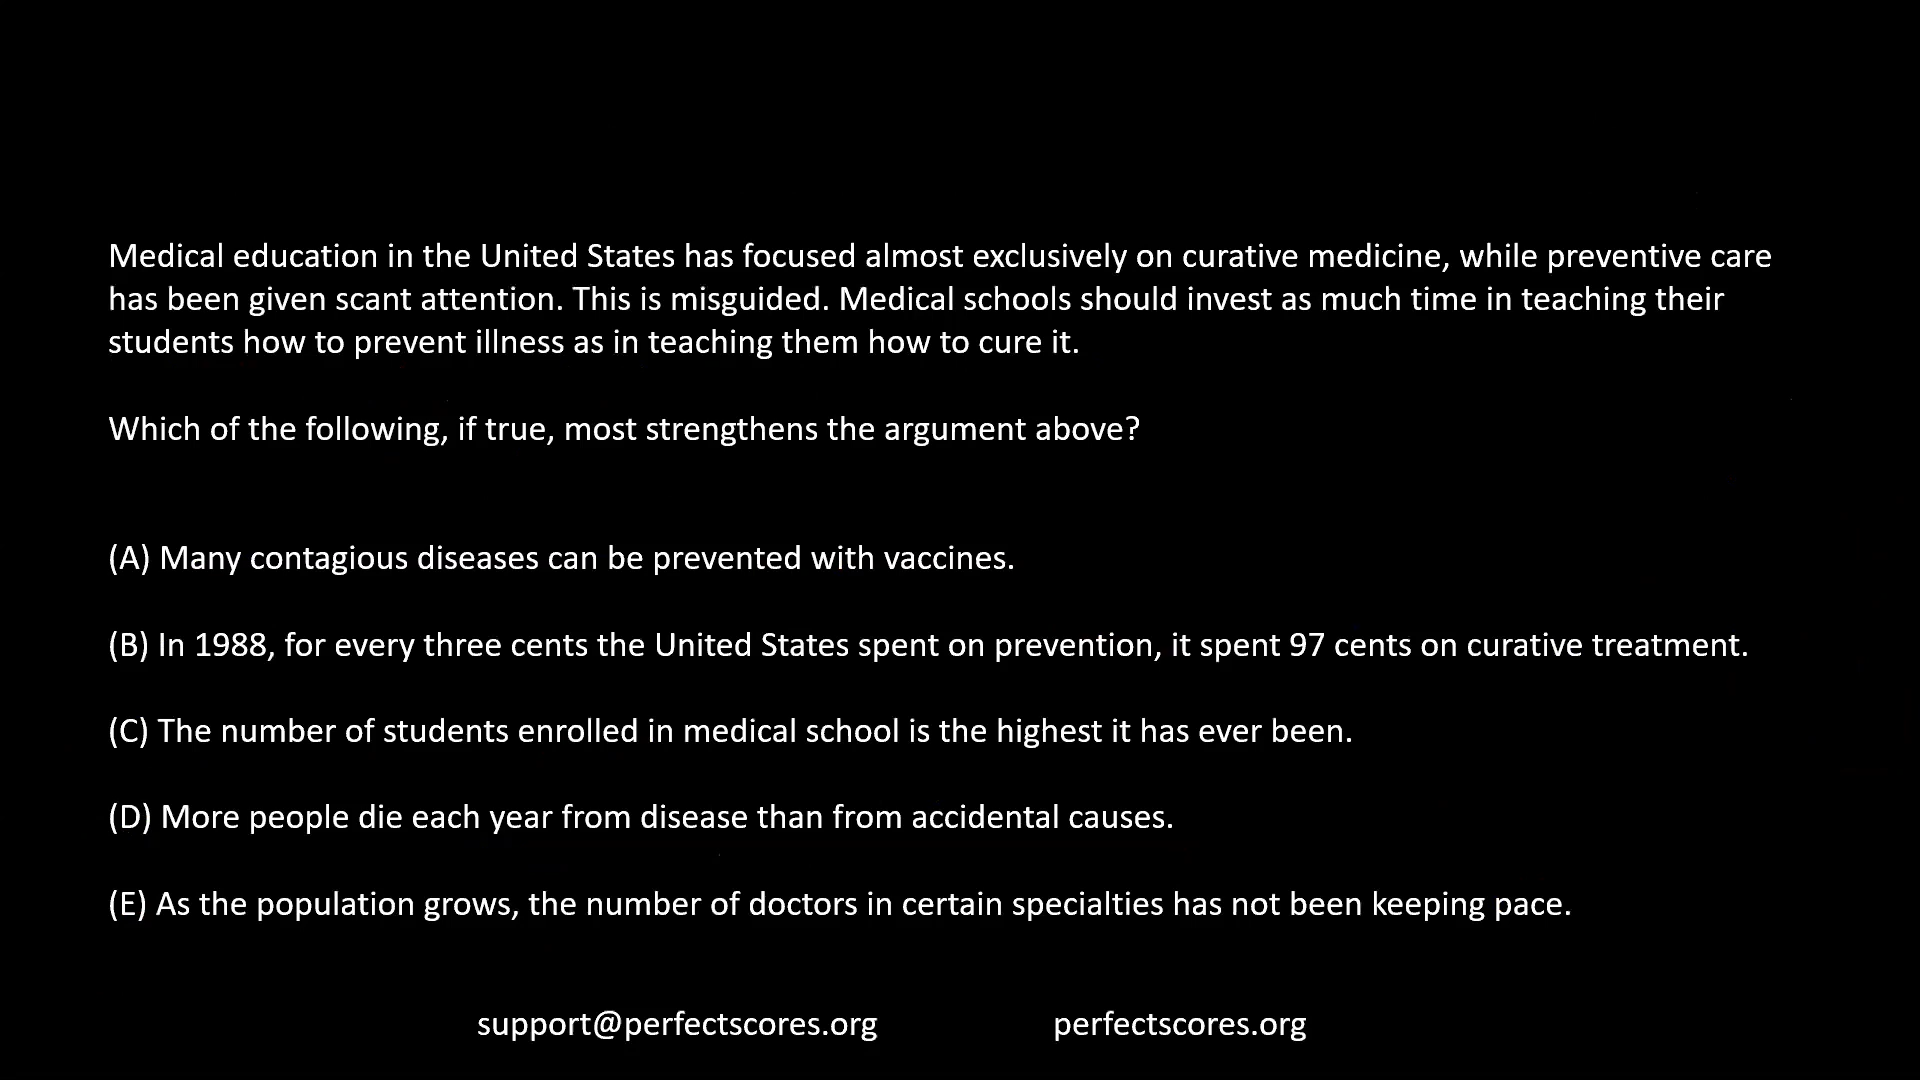 Medical education in the United States has focused almost exclusively on curative medicine, while preventive care
has been given scant attention. This is misguided. Medical schools should invest as much time in teaching their
students how to prevent illness as in teaching them how to cure it.
Which of the following, if true, most strengthens the argument above?
(A) Many contagious diseases can be prevented with vaccines.
(B) In 1988, for every three cents the United States spent on prevention, it spent 97 cents on curative treatment.
(C) The number of students enrolled in medical school is the highest it has ever been.
(D) More people die each year from disease than from accidental causes.
(E) As the population grows, the number of doctors in certain specialties has not been keeping pace.
support@perfectscores.org perfectscores.org